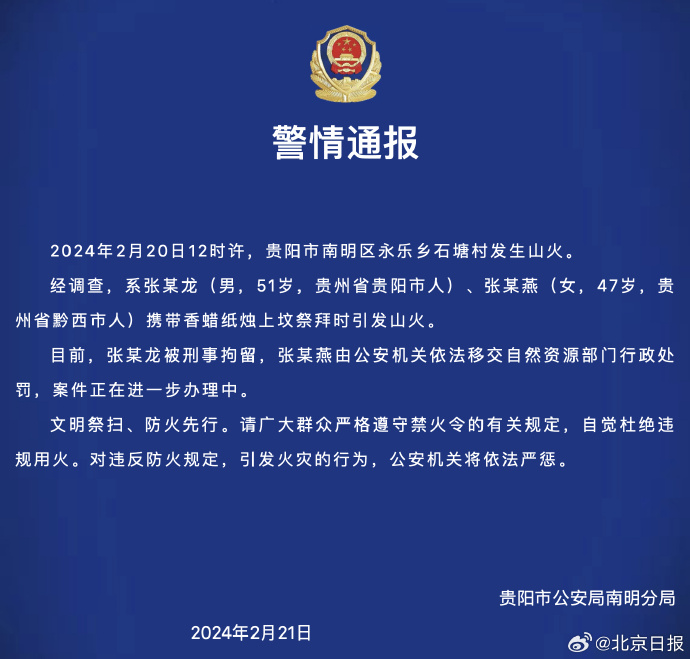 警情通报
2024年2月20日12时许，贵阳市南明区永乐乡石塘村发生山火。
经调查，系张某龙（男，51岁，贵州省贵阳市人）、张某燕（女，47岁，贵
州省黔西市人）携带香蜡纸烛上坟祭拜时引发山火。
目前，张某龙被刑事拘留，张某燕由公安机关依法移交自然资源部门行政处
罚，案件正在进一步办理中。
文明祭扫、防火先行。请广大群众严格遵守禁火令的有关规定，自觉杜绝违
规用火。对违反防火规定，引发火灾的行为，公安机关将依法严惩。
贵阳市公安局南明分局
2024年2月21日
@北京日报